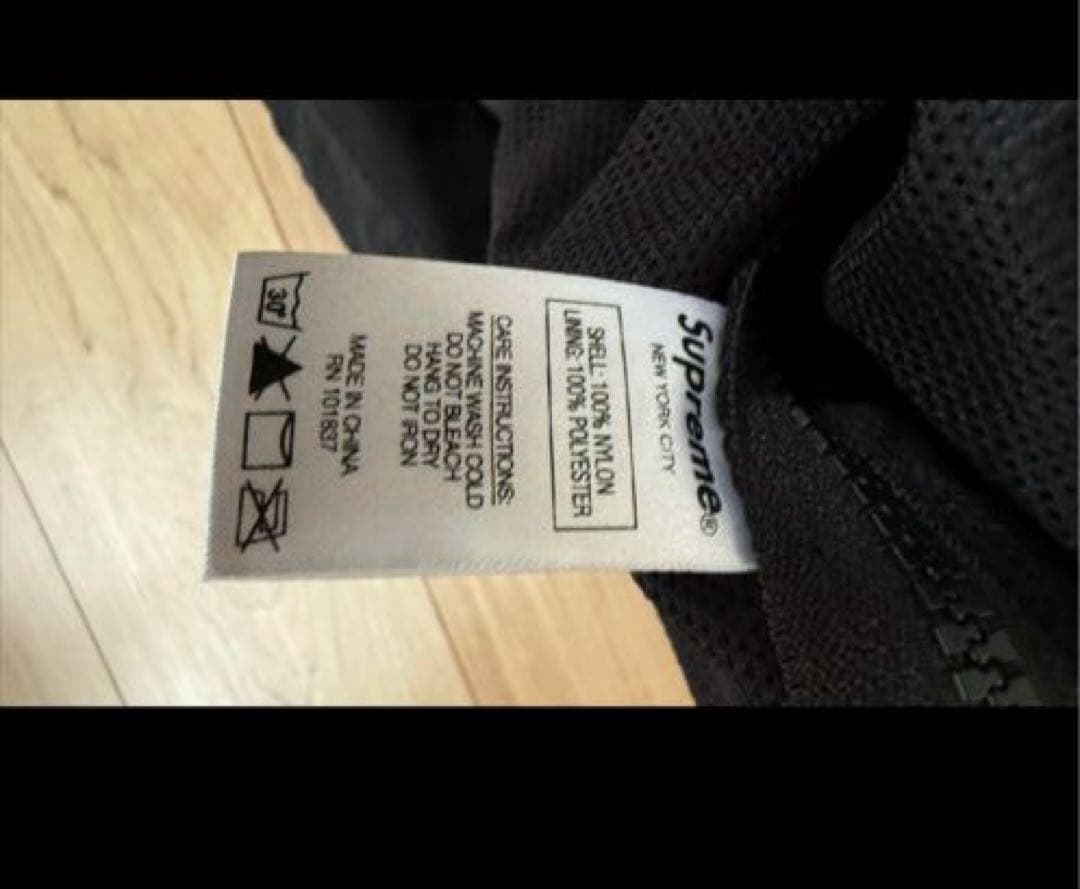 Supreme®
NEW YORK CITY
SHELL: 100% NYLON
LINING: 100% POLYESTER
CARE INSTRUCTIONS:
MACHINE WASH COLD
DO NOT BLEACH
HANG TO DRY
DO NOT IRON
MADE IN CHINA
RN 101837
30°